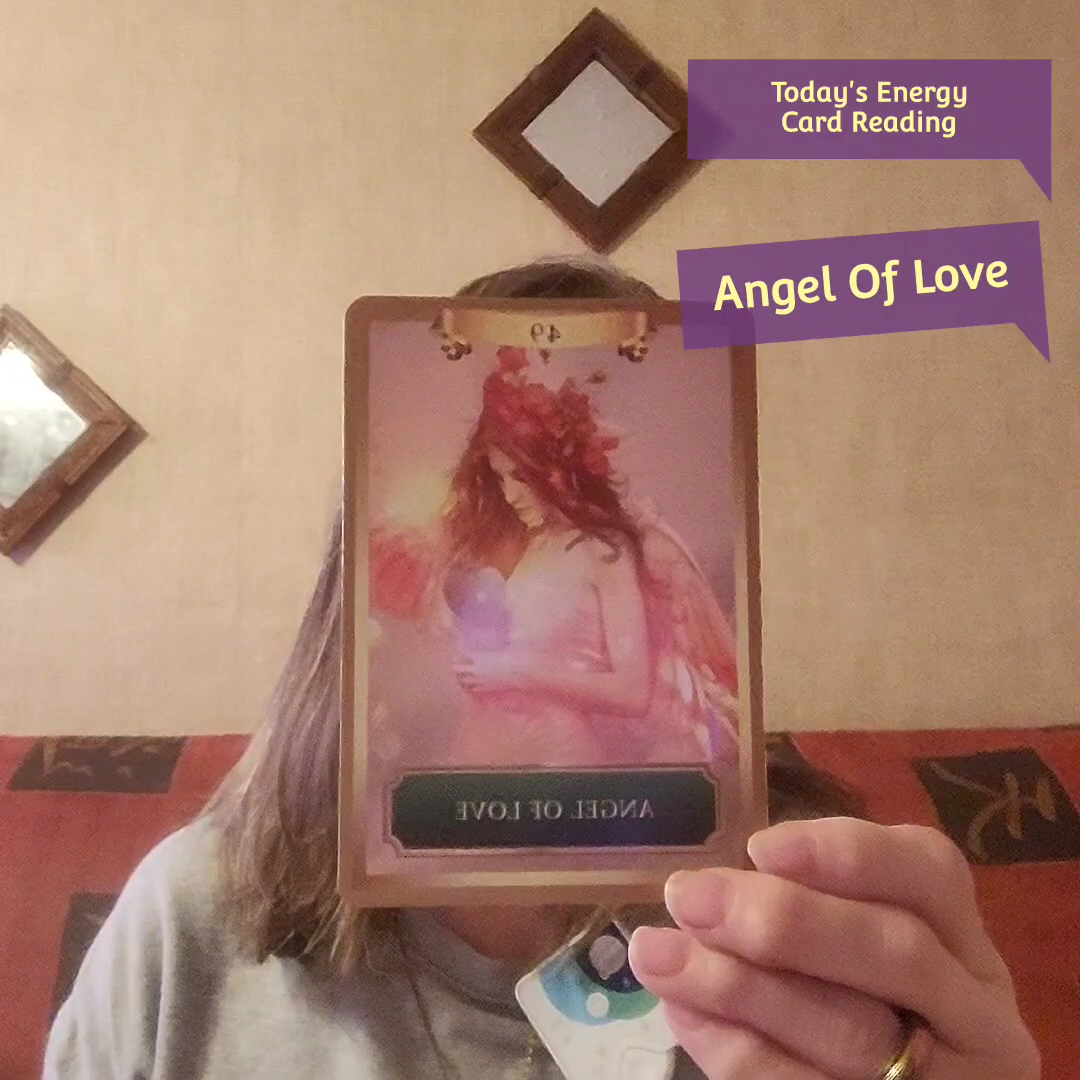 Today's Energy
Card Reading
Angel Of Love
49
ANGEL OF LOVE